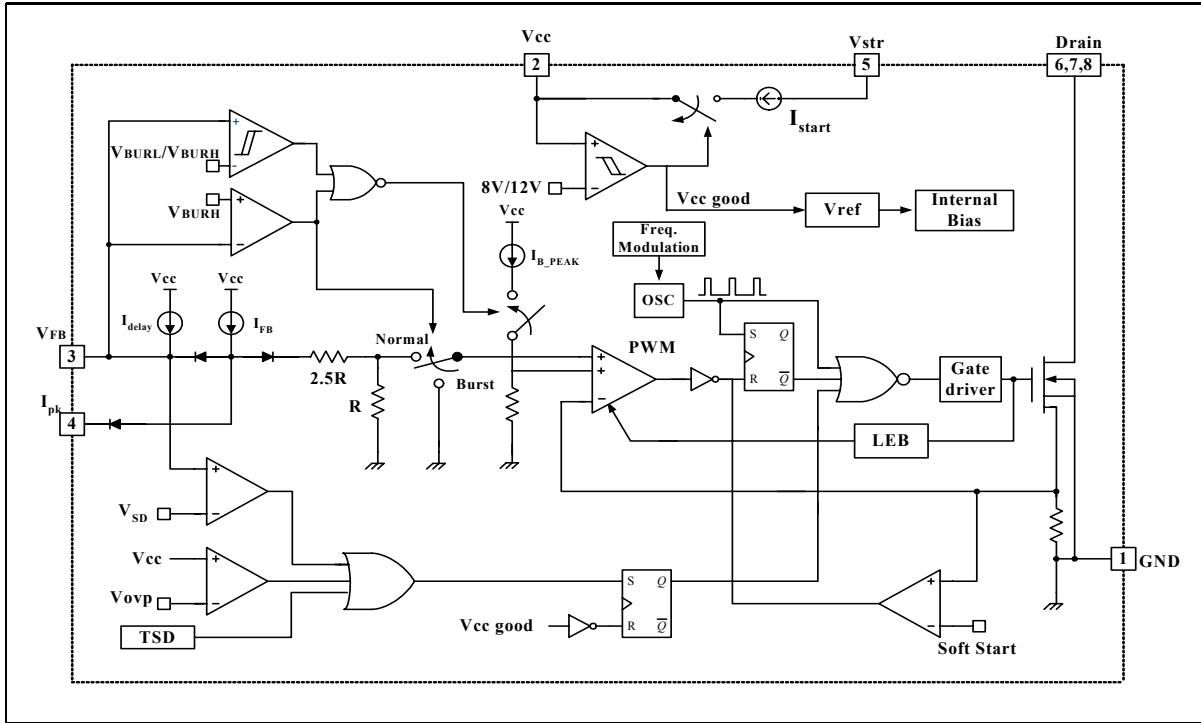 Vcc
Vstr
Drain
2
5
6,7,8
+
-
VBURL/VBURH
Istart
+
−
8V/12V
Vcc good
Vref
Internal
Bias
VBURH
+
−
Vcc
IB_PEAK
Freq.
Modulation
OSC
Vcc
Vcc
Idelay
IFB
VFB
3
Normal
Burst
2.5R
R
PWM
+
+
−
S
Q
R
Q
Gate
driver
LEB
Ipk
4
+
VSD
−
Vcc
+
Vovp
−
TSD
S
Q
R
Q
Vcc good
+
−
Soft Start
1
GND